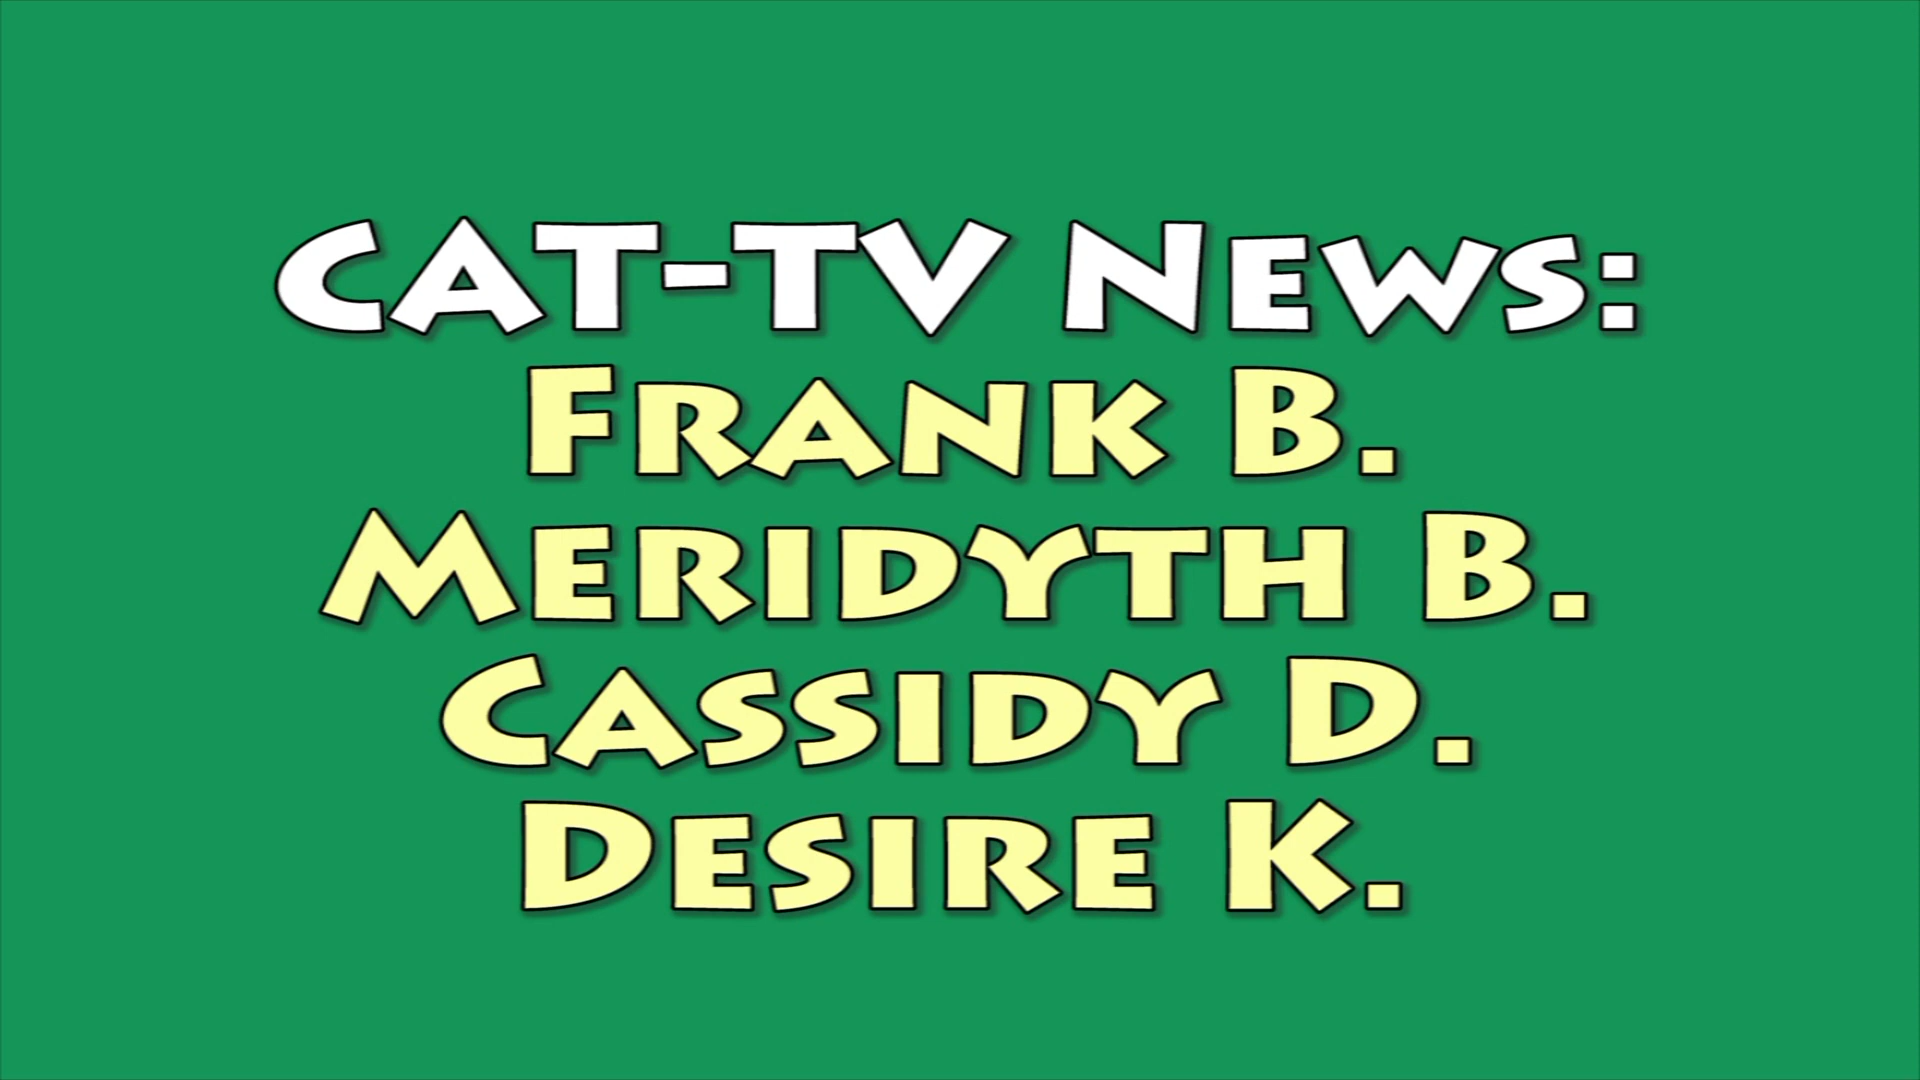 CAT-TV News:
Frank B.
Meridyth B.
Cassidy D.
Desire K.